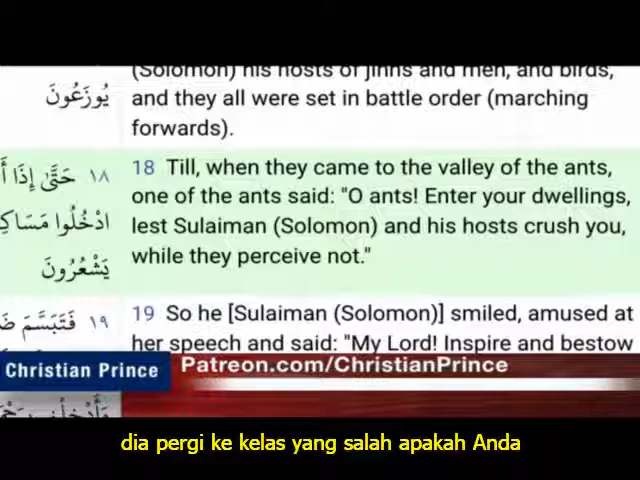 (Solomon) his hosts of jinns and men, and birds,
and they all were set in battle order (marching
forwards).
يُوزَعُونَ
18 Till, when they came to the valley of the ants,
one of the ants said: "O ants! Enter your dwellings,
lest Sulaiman (Solomon) and his hosts crush you,
while they perceive not."
١٨ حَتَّىٰ إِذَا
ادْخُلُوا
يَشْعُرُونَ
19 So he [Sulaiman (Solomon)] smiled, amused at
her speech and said: "My Lord! Inspire and bestow
١٩ فَتَبَسَّمَ
Christian Prince
Patreon.com/ChristianPrince
dia pergi ke kelas yang salah apakah Anda